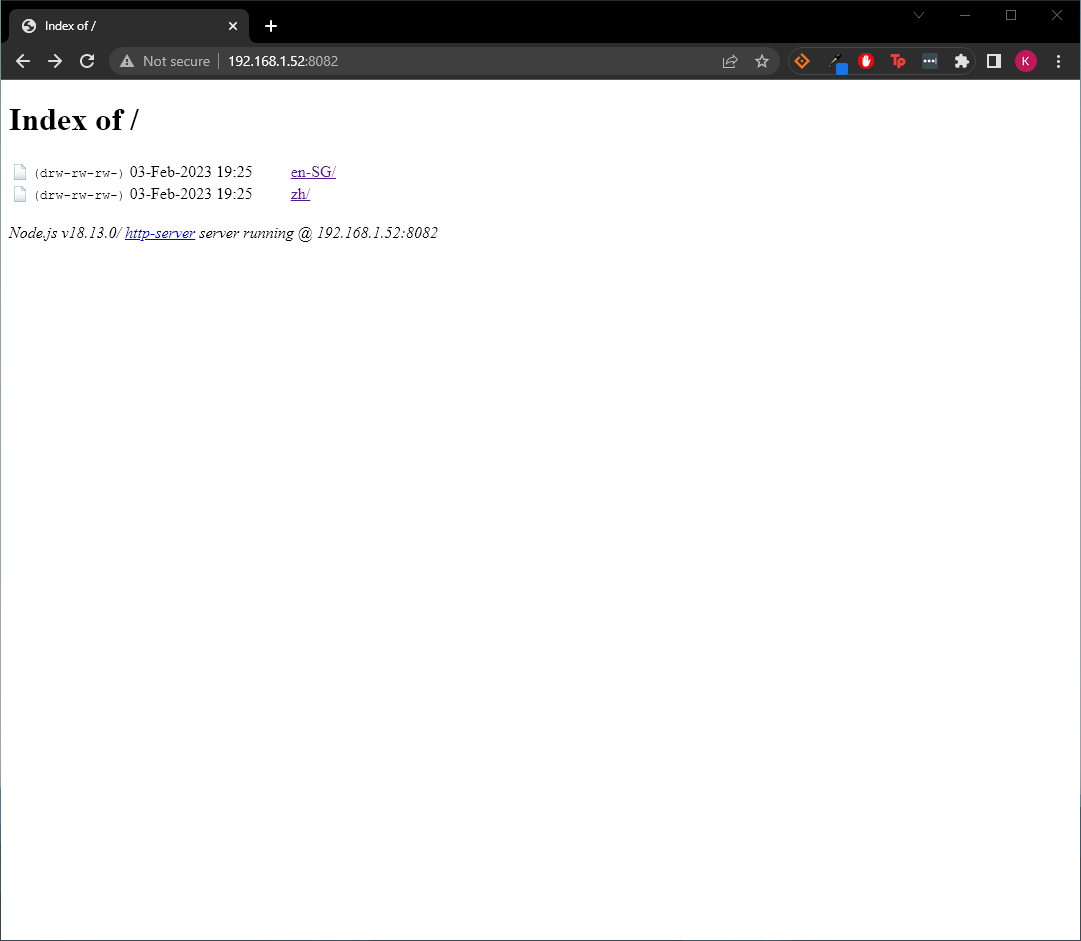 Index of /
Not secure 192.168.1.52:8082
Tp
K
Index of /
(drw-rw-rw-) 03-Feb-2023 19:25 en-SG/
(drw-rw-rw-) 03-Feb-2023 19:25 zh/
Node.js v18.13.0/ http-server server running @ 192.168.1.52:8082